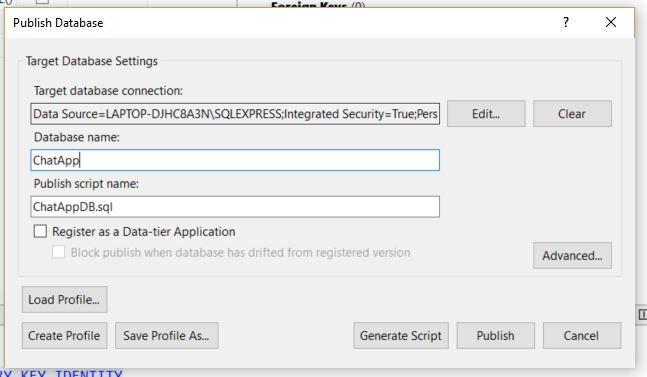 Foreign Keys (0)
Publish Database
?
Target Database Settings
Target database connection:
Data Source=LAPTOP-DJHC8A3N\SQLEXPRESS;Integrated Security=True;Pers
Edit...
Clear
Database name:
ChatApp
Publish script name:
ChatAppDB.sql
Register as a Data-tier Application
Block publish when database has drifted from registered version
Advanced...
Load Profile...
Create Profile
Save Profile As...
Generate Script
Publish
Cancel
KEY IDENTITY